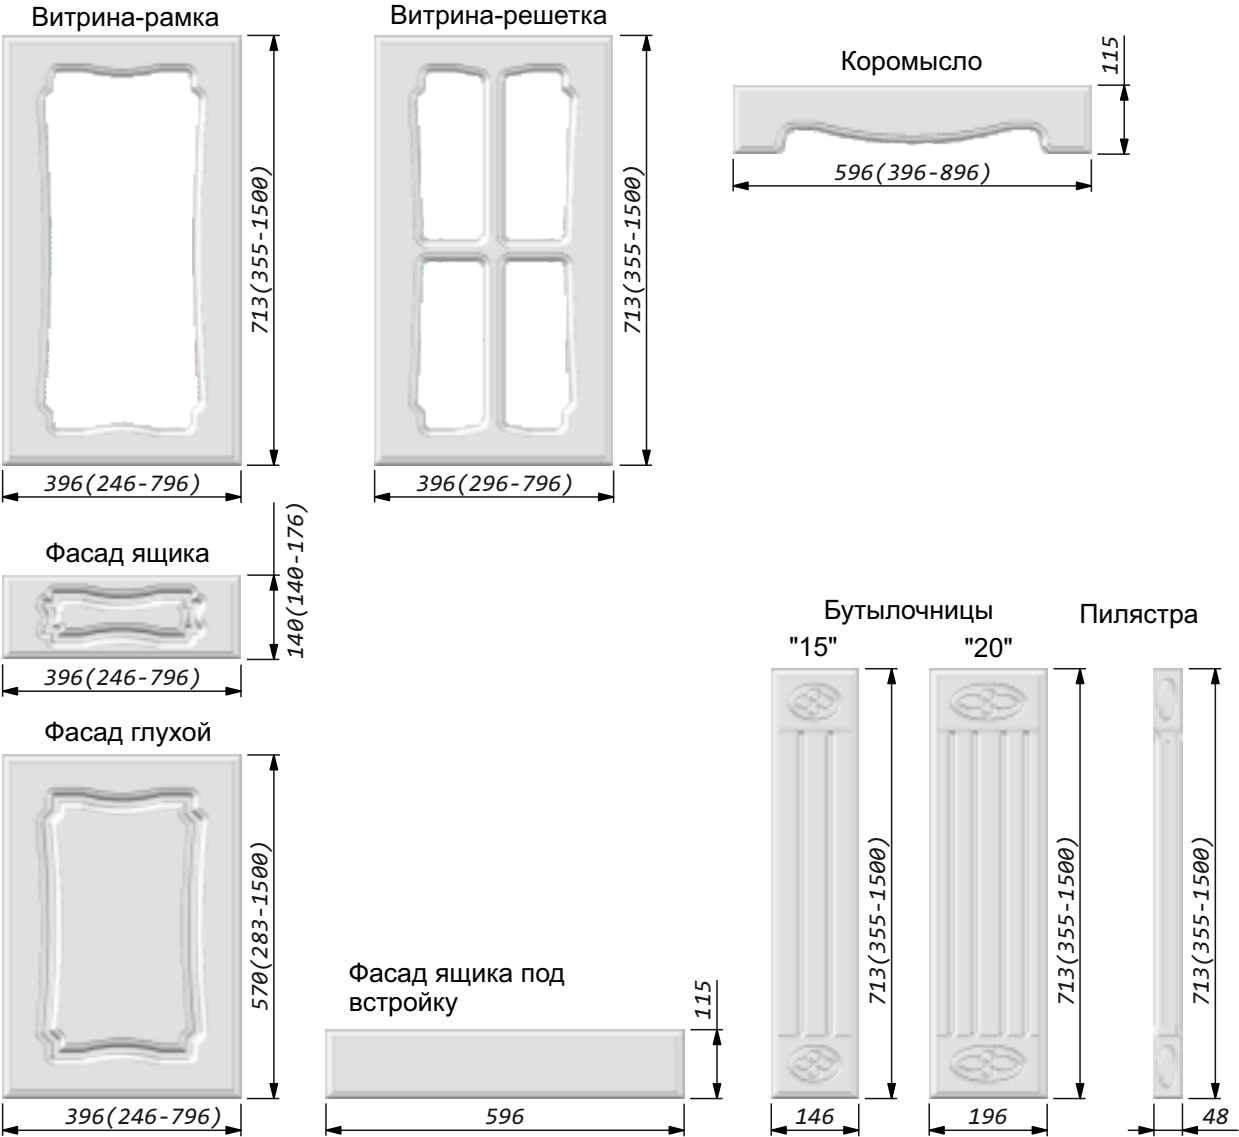 Витрина-рамка
713(355-1500)
396(246-796)
Витрина-решетка
713(355-1500)
396(296-796)
Коромысло
115
596(396-896)
Фасад ящика
140(140-176)
396(246-796)
Фасад глухой
570(283-1500)
396(246-796)
Фасад ящика под
встройку
115
596
Бутылочницы
"15"
713(355-1500)
146
"20"
713(355-1500)
196
Пилястра
713(355-1500)
48